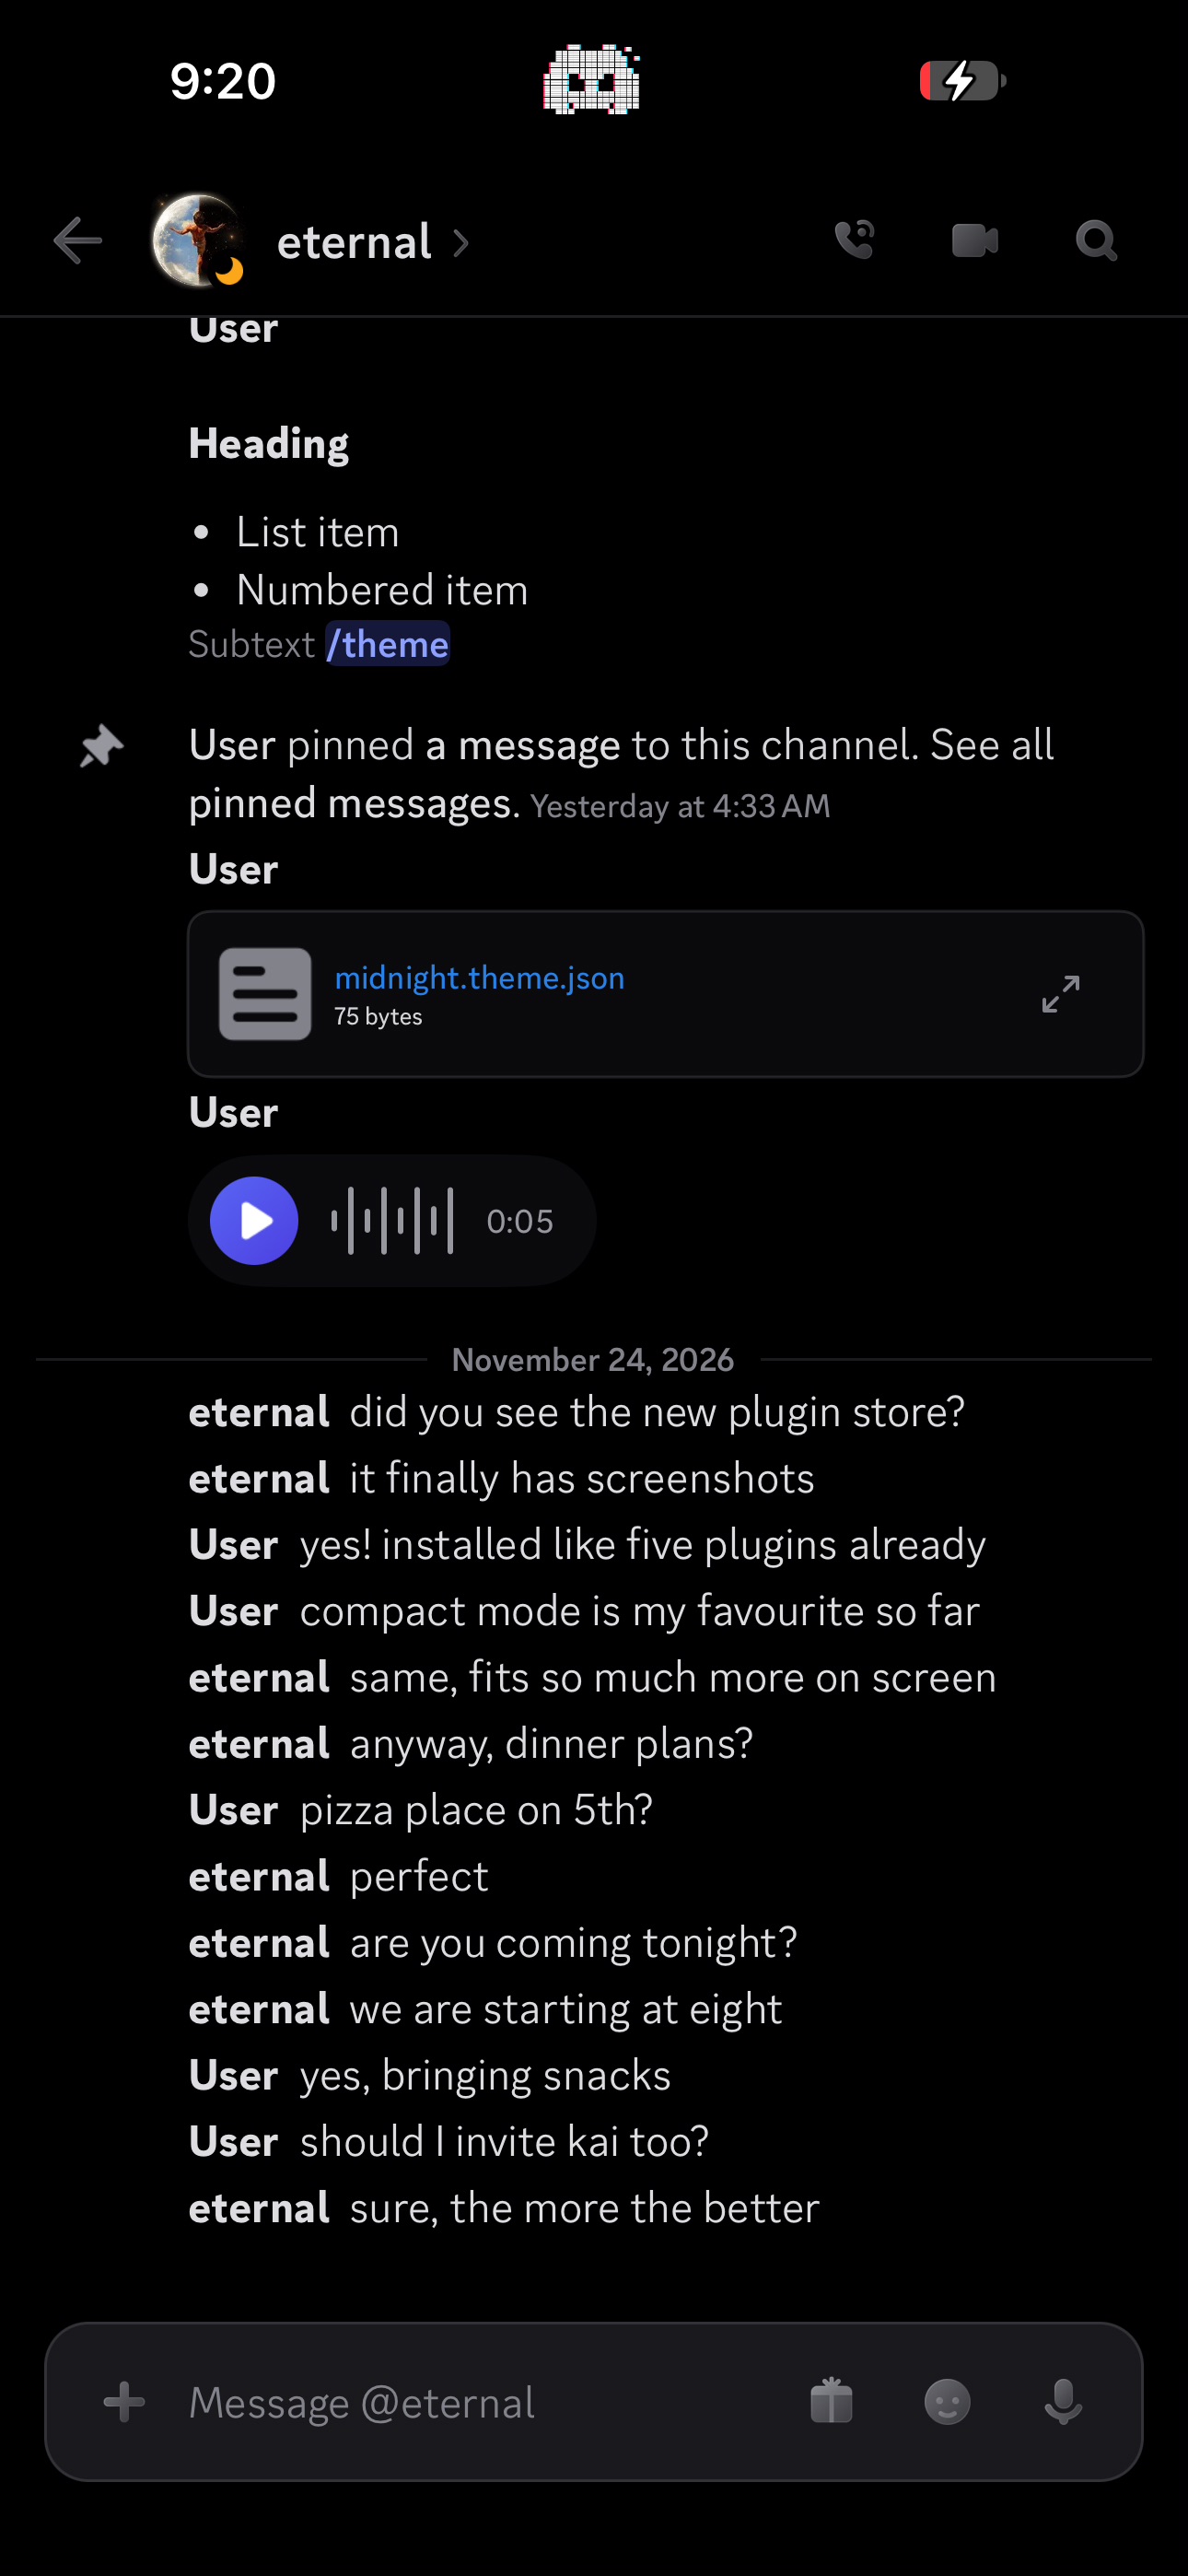 9:20
eternal
User
Heading
• List item
• Numbered item
Subtext /theme
User pinned a message to this channel. See all
pinned messages. Yesterday at 4:33 AM
User
midnight.theme.json
75 bytes
User
0:05
November 24, 2026
eternal did you see the new plugin store?
eternal it finally has screenshots
User yes! installed like five plugins already
User compact mode is my favourite so far
eternal same, fits so much more on screen
eternal anyway, dinner plans?
User pizza place on 5th?
eternal perfect
eternal are you coming tonight?
eternal we are starting at eight
User yes, bringing snacks
User should I invite kai too?
eternal sure, the more the better
Message @eternal